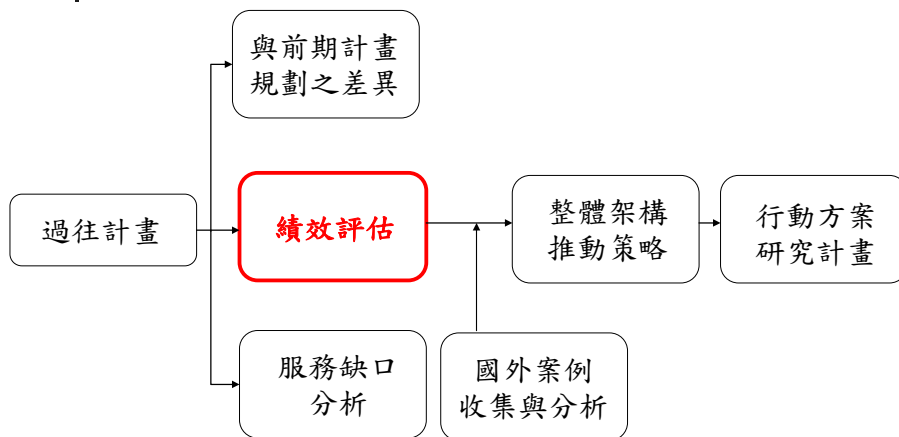 與前期計畫
規劃之差異
過往計畫
績效評估
整體架構
推動策略
行動方案
研究計畫
服務缺口
分析
國外案例
收集與分析